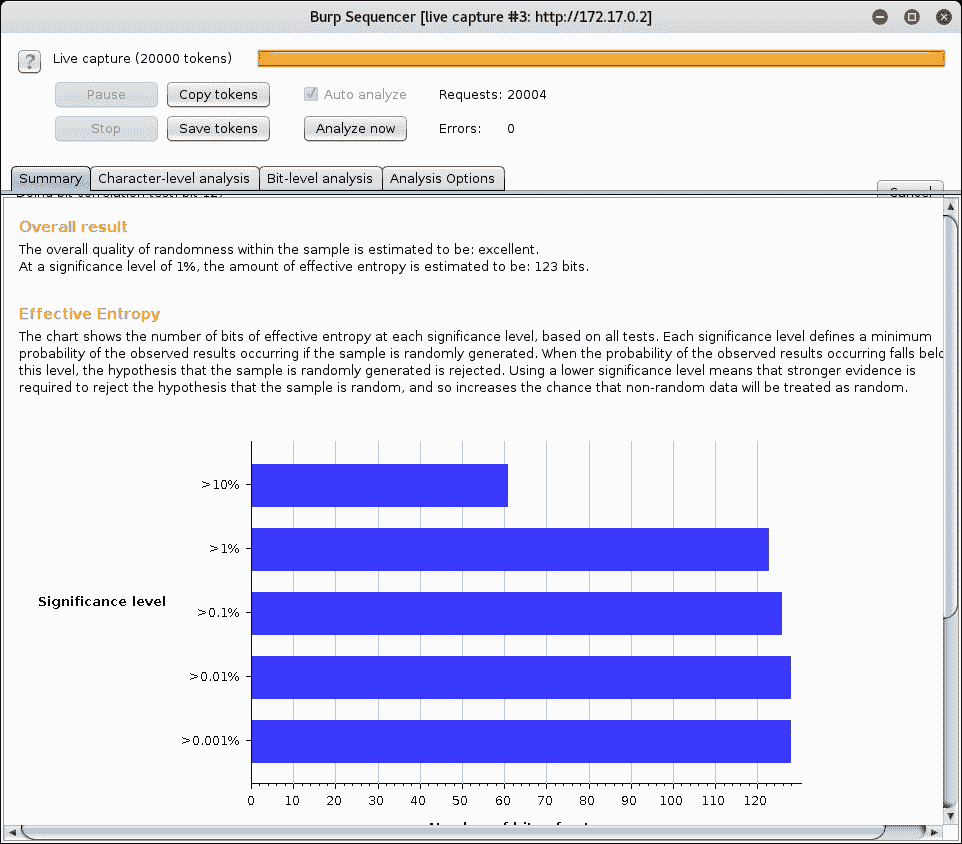 Burp Sequencer [live capture #3: http://172.17.0.2]
? Live capture (20000 tokens)
Pause Copy tokens Auto analyze Requests: 20004
Stop Save tokens Analyze now Errors: 0
Summary Character-level analysis Bit-level analysis Analysis Options
Cancel
Overall result
The overall quality of randomness within the sample is estimated to be: excellent.
At a significance level of 1%, the amount of effective entropy is estimated to be: 123 bits.
Effective Entropy
The chart shows the number of bits of effective entropy at each significance level, based on all tests. Each significance level defines a minimum
probability of the observed results occurring if the sample is randomly generated. When the probability of the observed results occurring falls belo
this level, the hypothesis that the sample is randomly generated is rejected. Using a lower significance level means that stronger evidence is
required to reject the hypothesis that the sample is random, and so increases the chance that non-random data will be treated as random.
>10%
>1%
Significance level
>0.1%
>0.01%
>0.001%
0 10 20 30 40 50 60 70 80 90 100 110 120